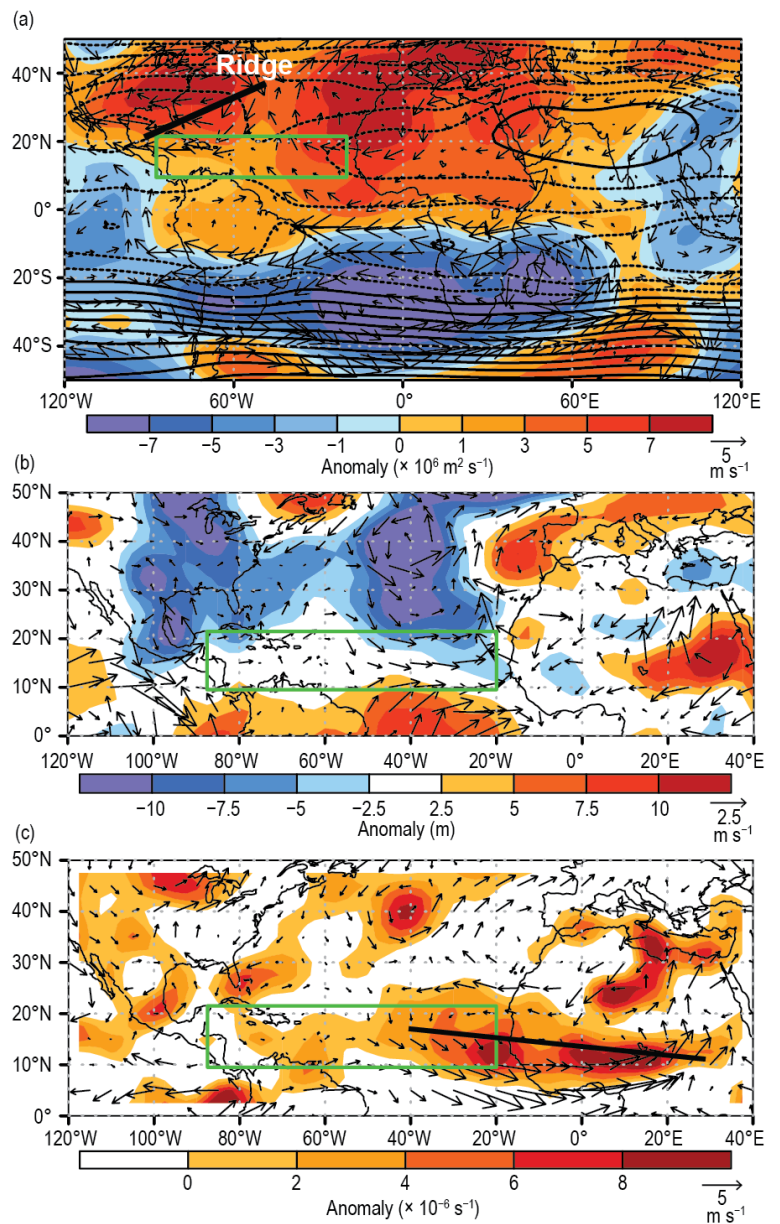 (a)
40°N
20°N
0°
20°S
40°S
Ridge
120°W 60°W 0° 60°E 120°E
−7 −5 −3 −1 0 1 3 5 7
Anomaly (× 10⁶ m² s⁻¹)
5
m s⁻¹
(b)
50°N
40°N
30°N
20°N
10°N
0°
120°W 100°W 80°W 60°W 40°W 20°W 0° 20°E 40°E
−10 −7.5 −5 −2.5 2.5 5 7.5 10
Anomaly (m)
2.5
m s⁻¹
(c)
50°N
40°N
30°N
20°N
10°N
0°
120°W 100°W 80°W 60°W 40°W 20°W 0° 20°E 40°E
0 2 4 6 8
Anomaly (× 10⁻⁶ s⁻¹)
5
m s⁻¹